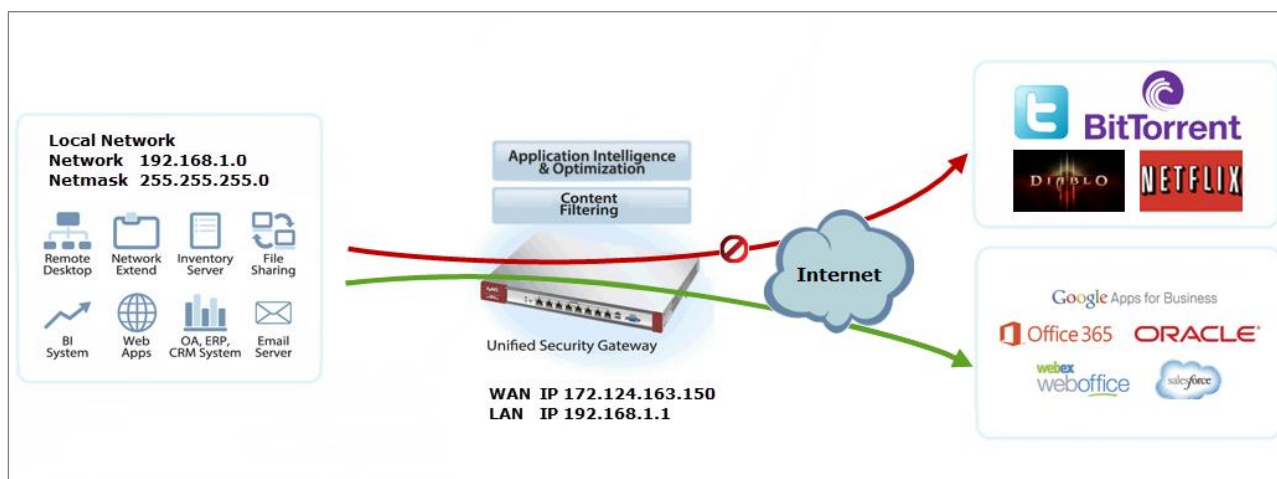 Local Network
Network 192.168.1.0
Netmask 255.255.255.0
Remote
Desktop
Network
Extend
Inventory
Server
File
Sharing
BI
System
Web
Apps
OA, ERP,
CRM System
Email
Server
Application Intelligence
& Optimization
Content
Filtering
ZyXEL
Unified Security Gateway
WAN IP 172.124.163.150
LAN IP 192.168.1.1
Internet
t
BitTorrent
DIABLO
NETFLIX
Google Apps for Business
Office 365
ORACLE
webex
weboffice
salesforce